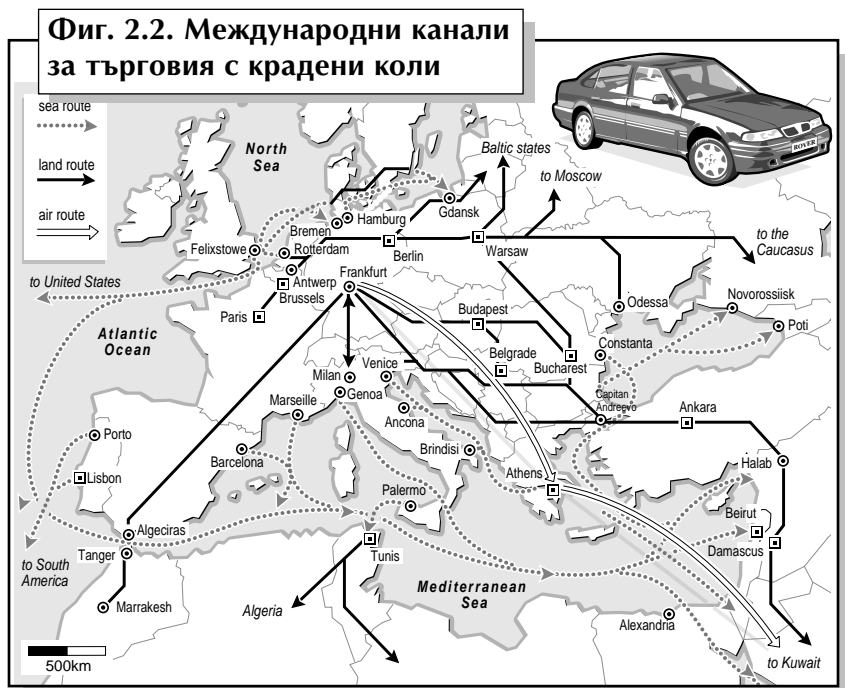 Фиг. 2.2. Международни канали
за търговия с крадени коли
sea route
land route
air route
North
Sea
Baltic states
to Moscow
ROVER
Gdansk
Hamburg
Bremen
Felixstowe
Rotterdam
Berlin
Warsaw
to the
Caucasus
to United States
Antwerp
Brussels
Frankfurt
Paris
Odessa
Novorossiisk
Poti
Atlantic
Ocean
Budapest
Belgrade
Bucharest
Constanta
Milan
Venice
Genoa
Marseille
Ancona
Capitan
Andreevo
Ankara
Porto
Barcelona
Brindisi
Halab
Lisbon
Athens
Palermo
Beirut
Algeciras
Tanger
Tunis
Damascus
to South
America
Mediterranean
Sea
Marrakesh
Algeria
Alexandria
to Kuwait
500km